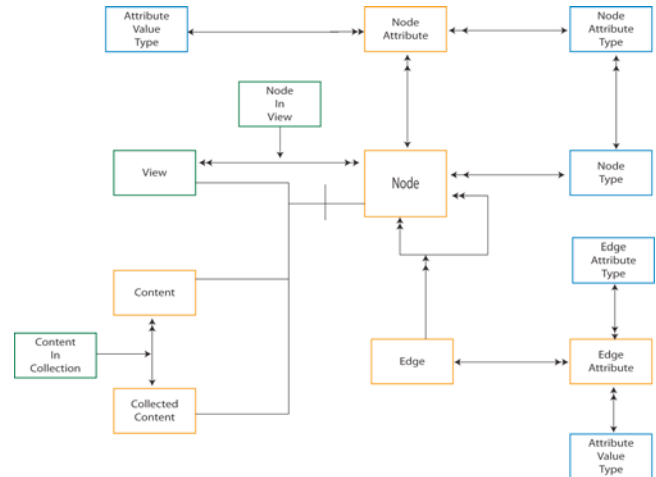 Attribute
Value
Type
Node
Attribute
Node
Attribute
Type
Node
In
View
View
Node
Node
Type
Edge
Attribute
Type
Content
Content
In
Collection
Edge
Edge
Attribute
Collected
Content
Attribute
Value
Type